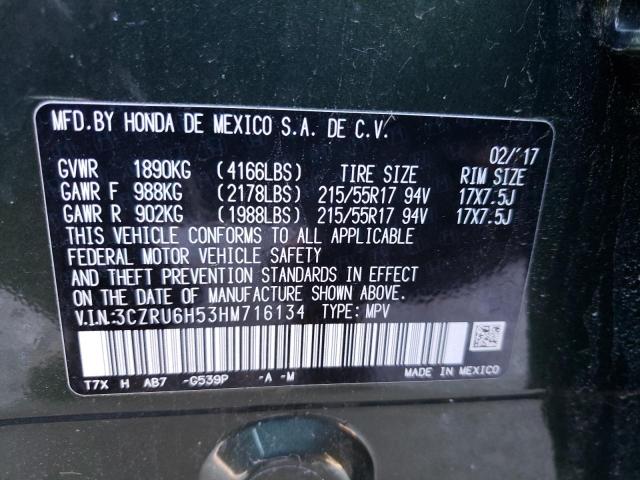 MFD.BY HONDA DE MEXICO S.A. DE C.V.
02/'17
GVWR 1890KG (4166LBS) TIRE SIZE RIM SIZE
GAWR F 988KG (2178LBS) 215/55R17 94V 17X7.5J
GAWR R 902KG (1988LBS) 215/55R17 94V 17X7.5J
THIS VEHICLE CONFORMS TO ALL APPLICABLE
FEDERAL MOTOR VEHICLE SAFETY
AND THEFT PREVENTION STANDARDS IN EFFECT
ON THE DATE OF MANUFACTURE SHOWN ABOVE.
V.I.N:3CZRU6H53HM716134 TYPE: MPV
T7X H AB7 -G539P -A -M MADE IN MEXICO